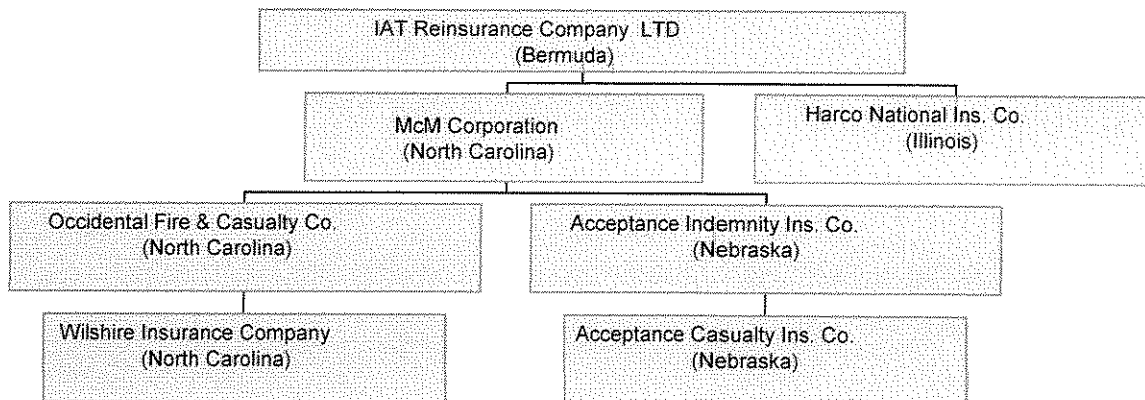 IAT Reinsurance Company LTD
(Bermuda)
McM Corporation
(North Carolina)
Harco National Ins. Co.
(Illinois)
Occidental Fire & Casualty Co.
(North Carolina)
Acceptance Indemnity Ins. Co.
(Nebraska)
Wilshire Insurance Company
(North Carolina)
Acceptance Casualty Ins. Co.
(Nebraska)